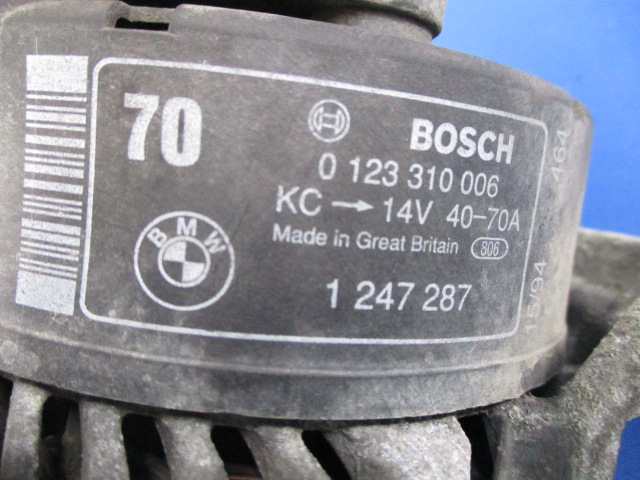 70
BOSCH
0 123 310 006
KC → 14V 40-70A
Made in Great Britain 806
BMW
1 247 287
15/94
464